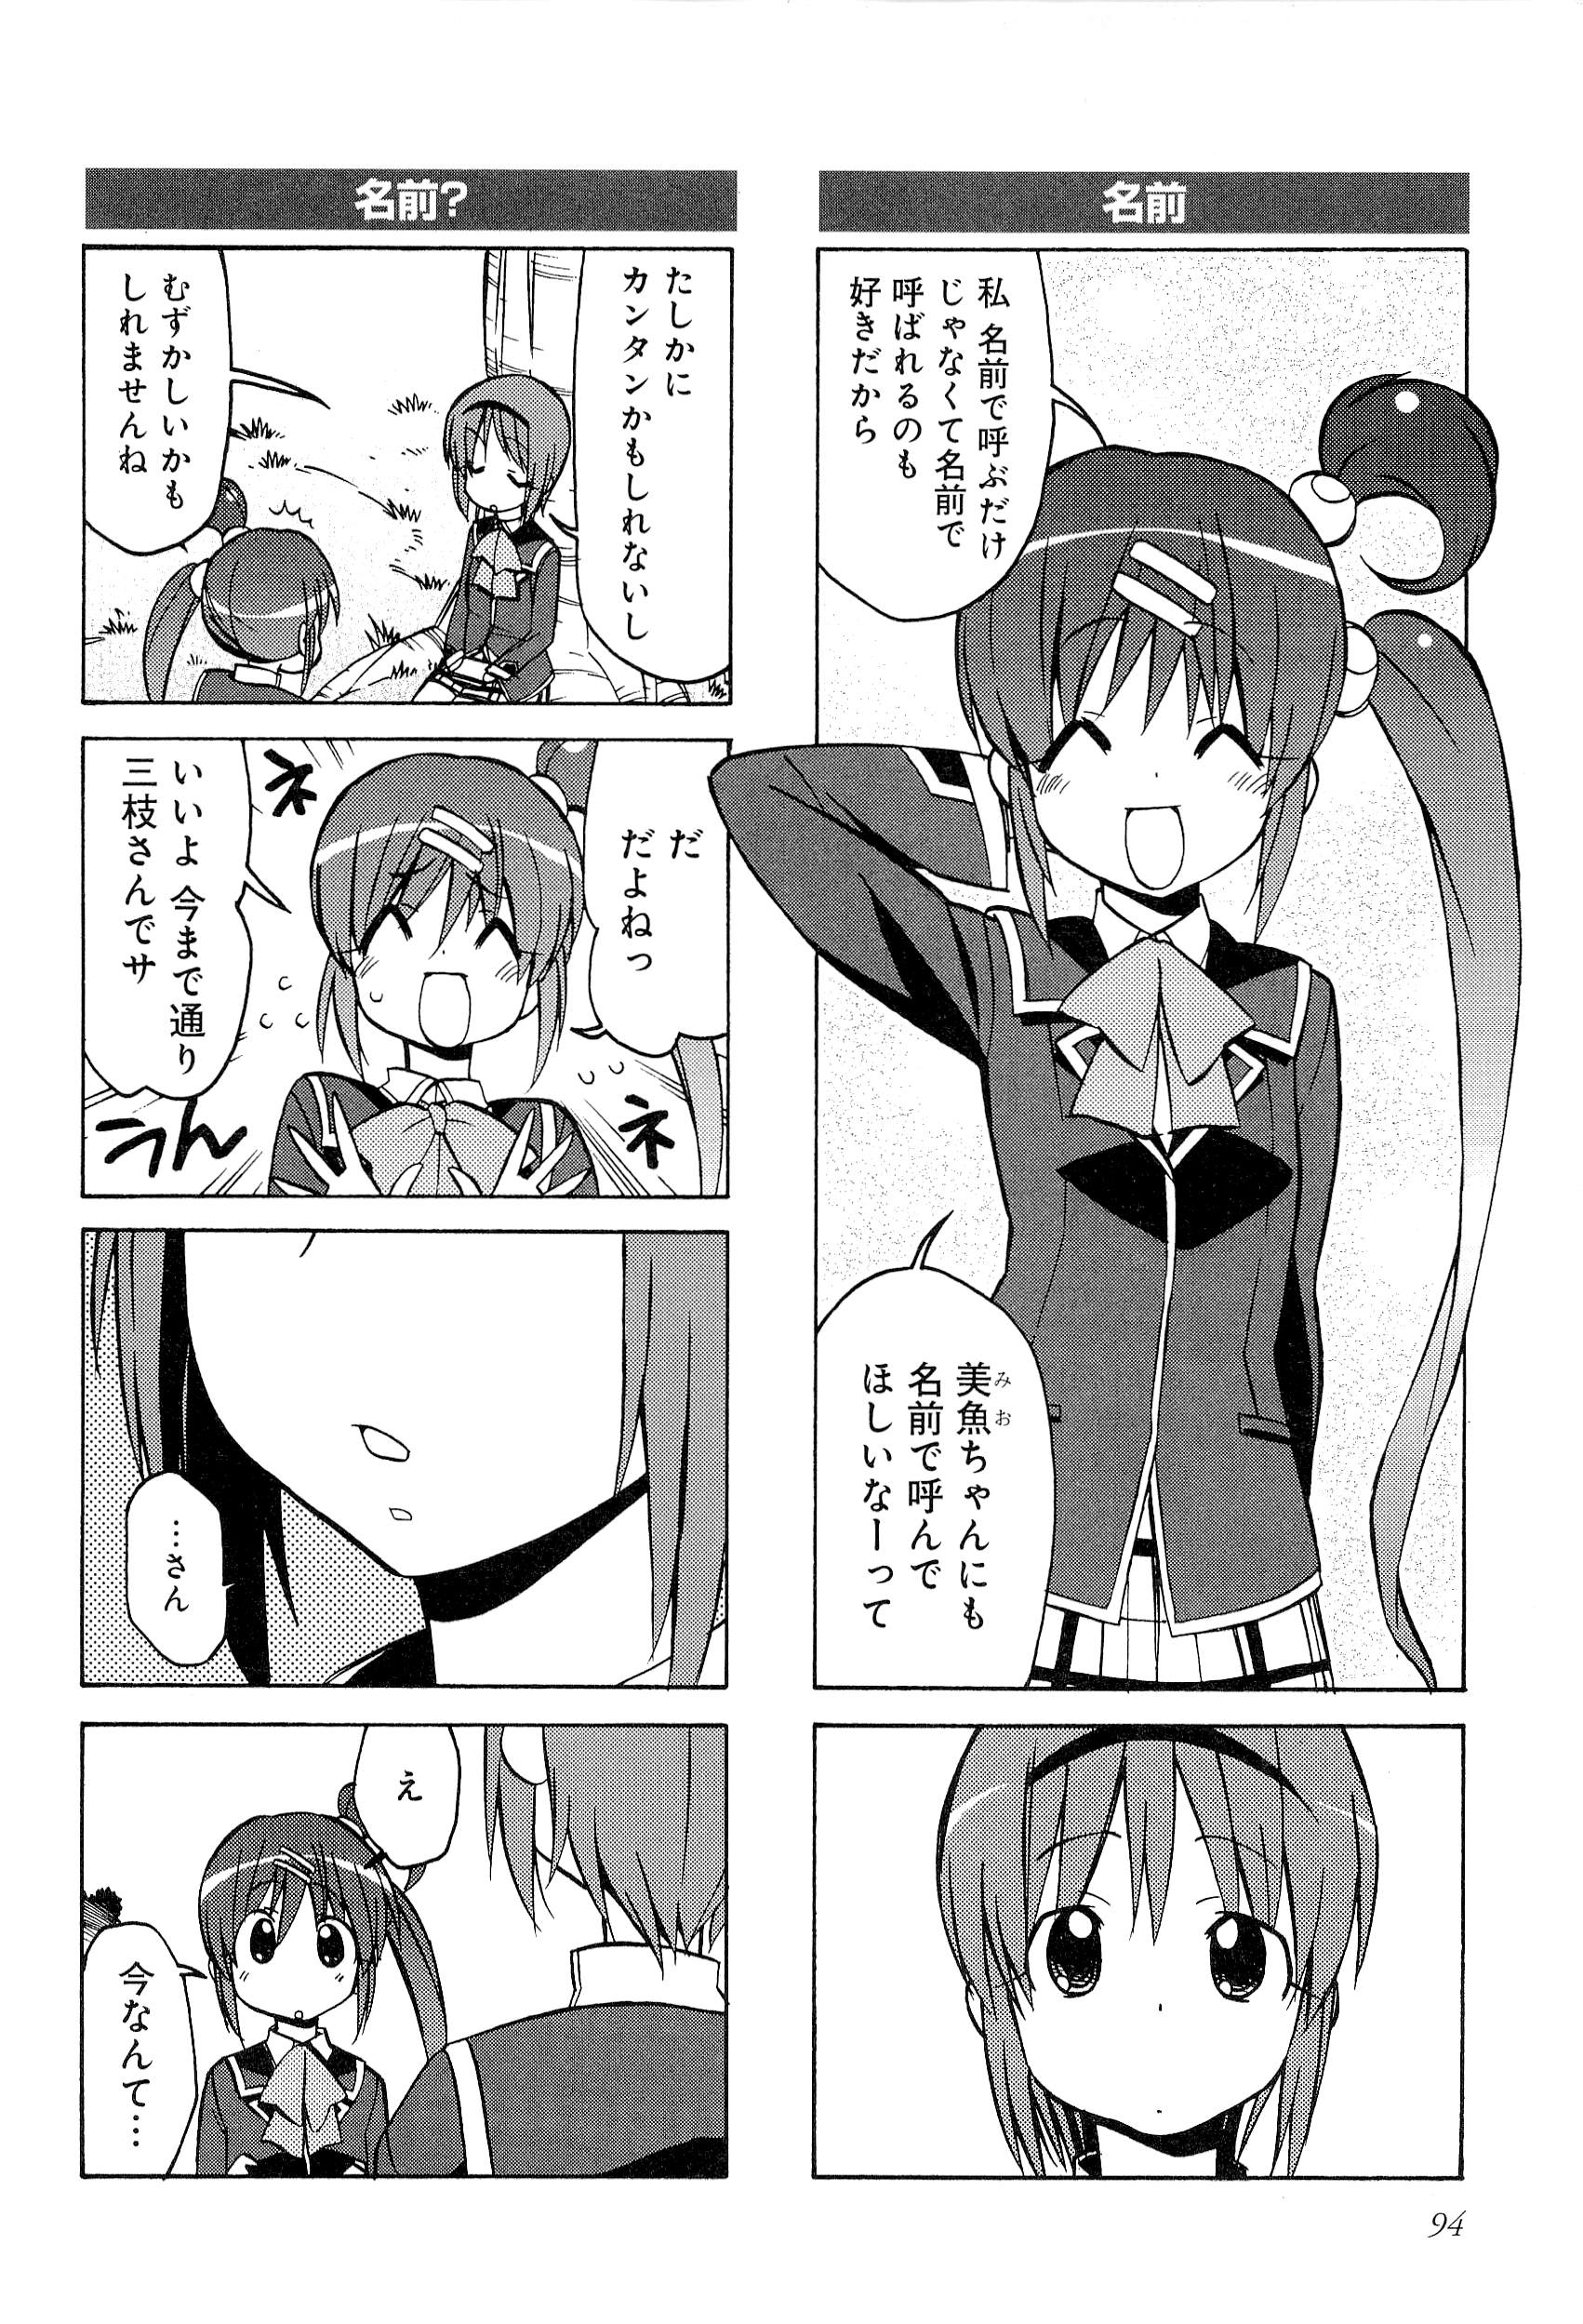 名前
私 名前で呼ぶだけ
じゃなくて名前で
呼ばれるのも
好きだから
美魚ちゃんにも
みお
名前で呼んで
ほしいなーって
名前?
たしかに
カンタンかもしれないし
むずかしいかも
しれませんね
だ
だよねっ
ネ
いいよ 今まで通り
三枝さんでサ
ネ
うん
…さん
え
今なんて…
94